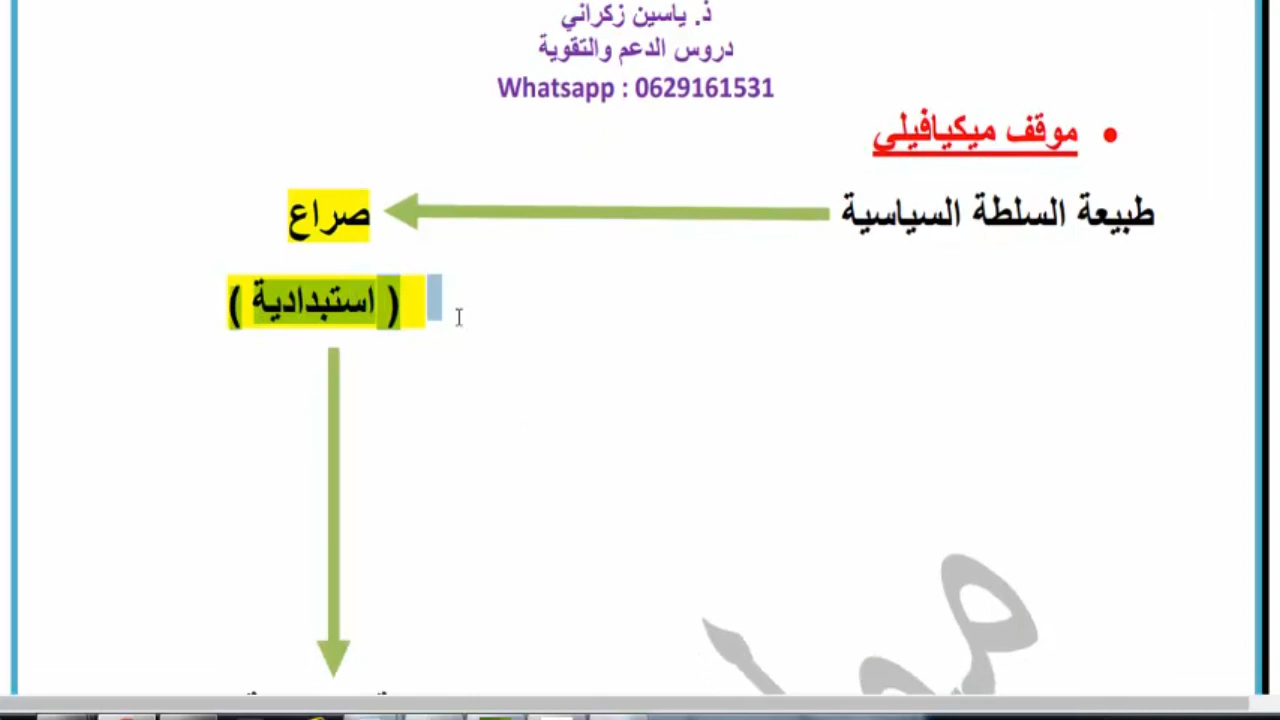 ذ. ياسين زكراني
دروس الدعم والتقوية
Whatsapp : 0629161531
• موقف ميكيافيلي
طبيعة السلطة السياسية
صراع
( استبدادية )